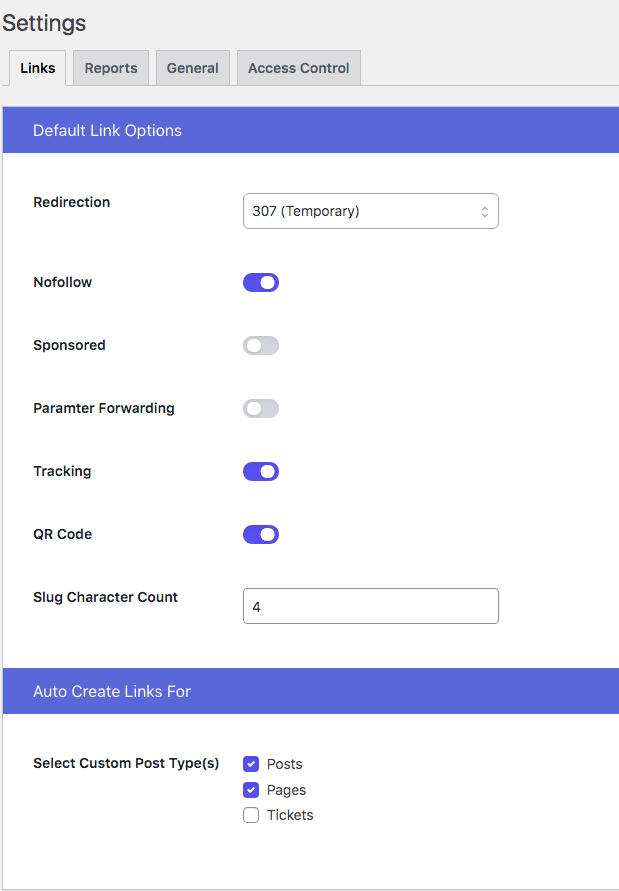 Settings
Links Reports General Access Control
Default Link Options
Redirection 307 (Temporary)
Nofollow
Sponsored
Paramter Forwarding
Tracking
QR Code
Slug Character Count 4
Auto Create Links For
Select Custom Post Type(s) Posts
Pages
Tickets